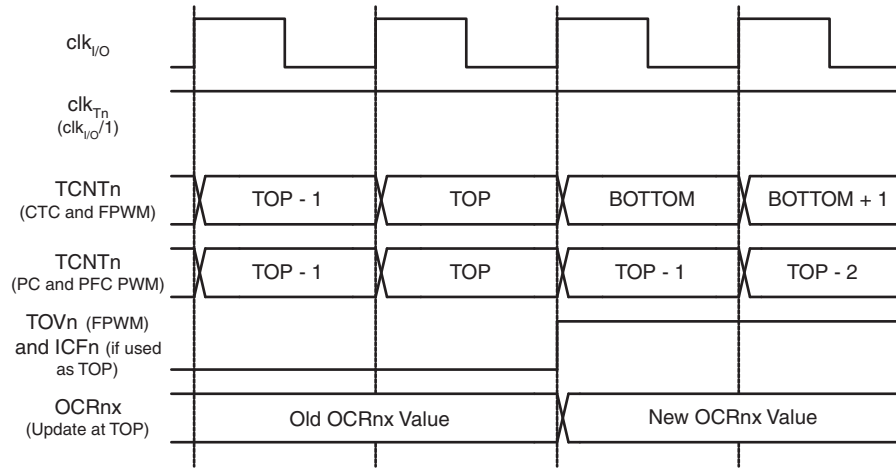 clkI/O
clkTn
(clkI/O/1)
TCNTn
(CTC and FPWM)
TOP - 1
TOP
BOTTOM
BOTTOM + 1
TCNTn
(PC and PFC PWM)
TOP - 1
TOP
TOP - 1
TOP - 2
TOVn (FPWM)
and ICFn (if used
as TOP)
OCRnx
(Update at TOP)
Old OCRnx Value
New OCRnx Value